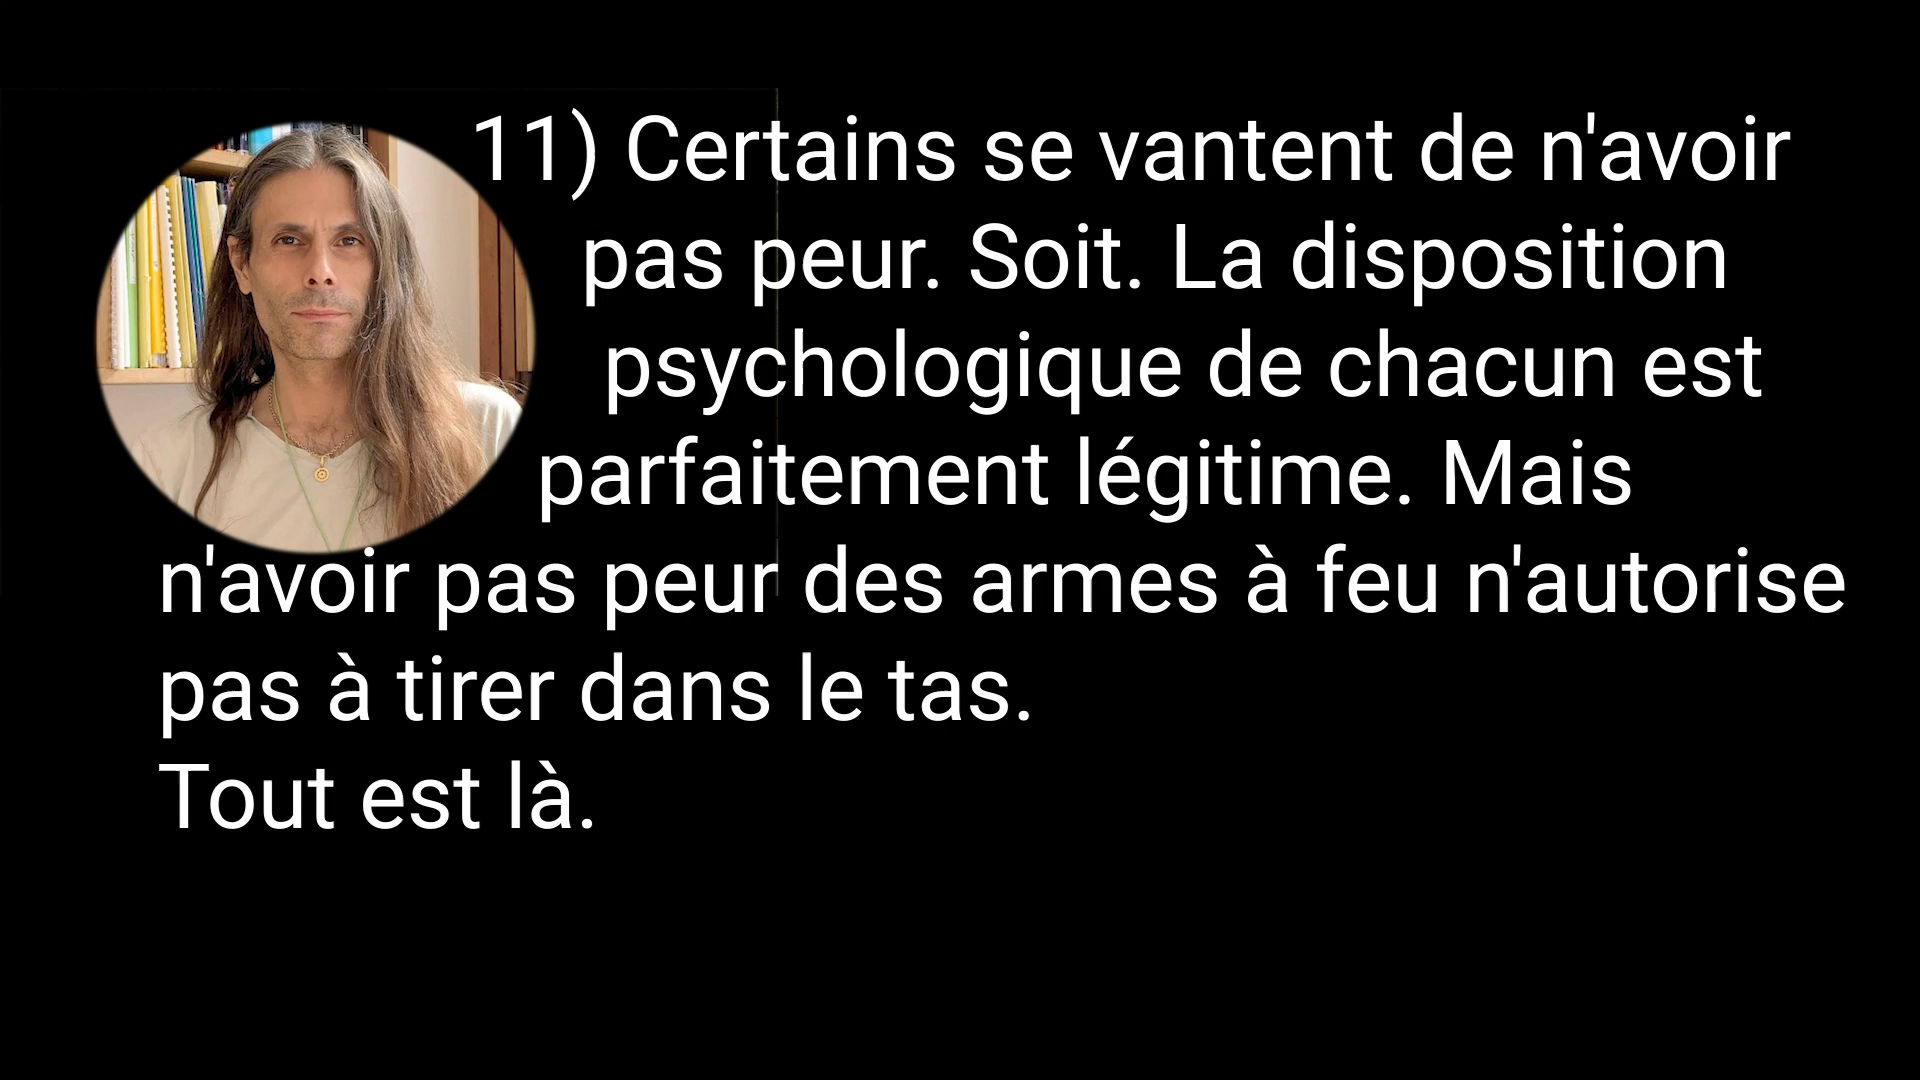 11) Certains se vantent de n'avoir
pas peur. Soit. La disposition
psychologique de chacun est
parfaitement légitime. Mais
n'avoir pas peur des armes à feu n'autorise
pas à tirer dans le tas.
Tout est là.